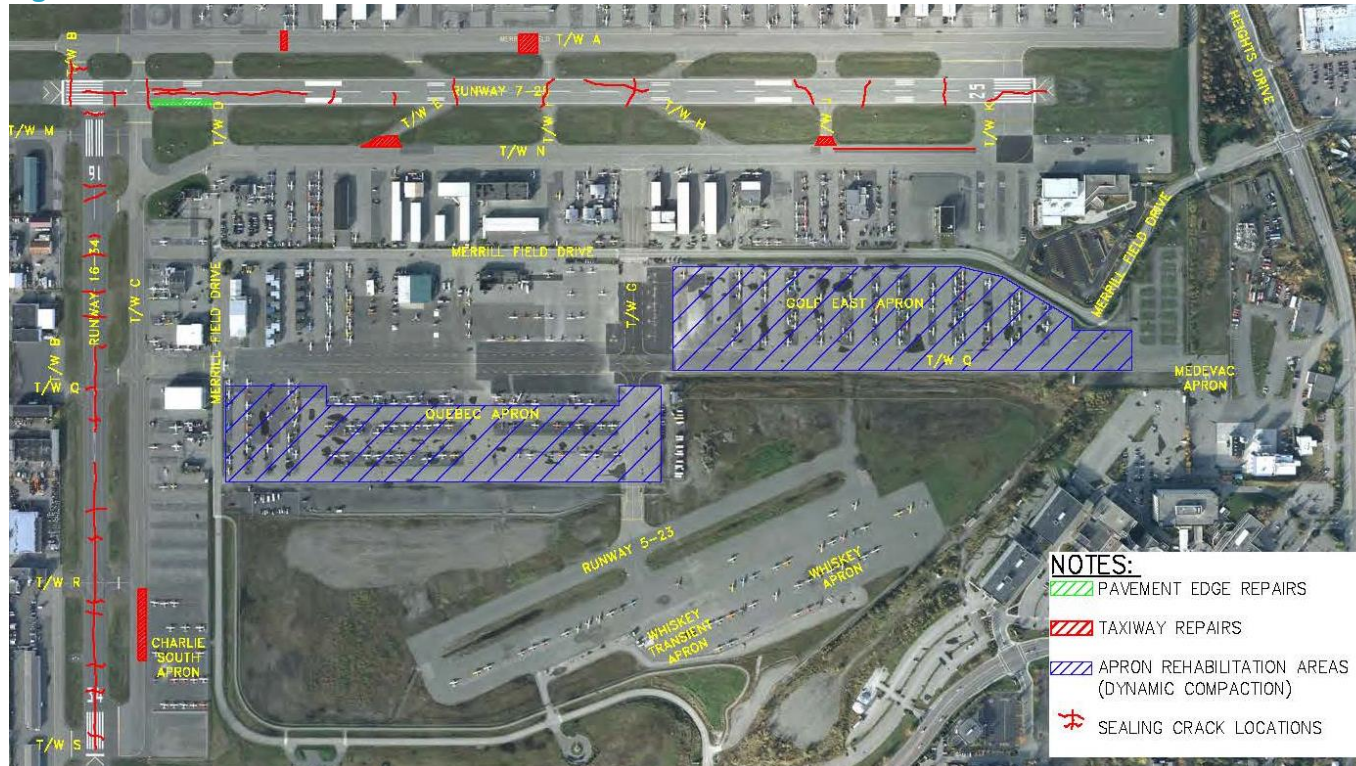 T/W B
T/W A
HEIGHTS DRIVE
RUNWAY 7-25
25
T/W M
T/W D
T/W E
T/W F
T/W H
T/W J
T/W K
T/W N
16
MERRILL FIELD DRIVE
MERRILL FIELD DRIVE
RUNWAY 16-34
T/W C
MERRILL FIELD DRIVE
T/W G
GOLF EAST APRON
T/W B
T/W Q
T/W Q
MEDEVAC
APRON
QUEBEC APRON
RUNWAY 5-23
WHISKEY
APRON
WHISKEY
TRANSIENT
APRON
T/W R
CHARLIE
SOUTH
APRON
34
T/W S
NOTES:
PAVEMENT EDGE REPAIRS
TAXIWAY REPAIRS
APRON REHABILITATION AREAS
(DYNAMIC COMPACTION)
SEALING CRACK LOCATIONS